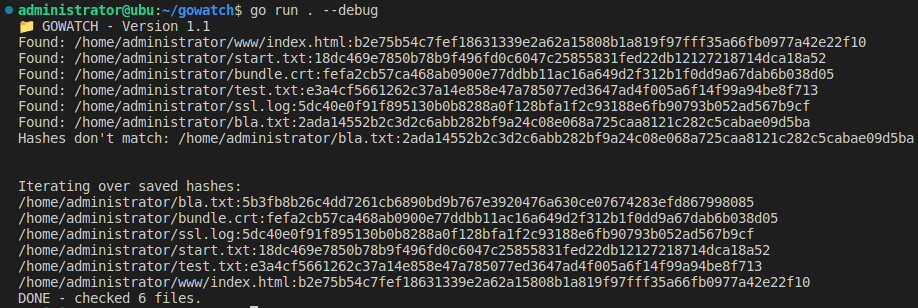 administrator@ubu:~/gowatch$ go run . --debug
📁 GOWATCH - Version 1.1
Found: /home/administrator/www/index.html:b2e75b54c7fef18631339e2a62a15808b1a819f97fff35a66fb0977a42e22f10
Found: /home/administrator/start.txt:18dc469e7850b78b9f496fd0c6047c25855831fed22db12127218714dca18a52
Found: /home/administrator/bundle.crt:fefa2cb57ca468ab0900e77ddbb11ac16a649d2f312b1f0dd9a67dab6b038d05
Found: /home/administrator/test.txt:e3a4cf5661262c37a14e858e47a785077ed3647ad4f005a6f14f99a94be8f713
Found: /home/administrator/ssl.log:5dc40e0f91f895130b0b8288a0f128bfa1f2c93188e6fb90793b052ad567b9cf
Found: /home/administrator/bla.txt:2ada14552b2c3d2c6abb282bf9a24c08e068a725caa8121c282c5cabae09d5ba
Hashes don't match: /home/administrator/bla.txt:2ada14552b2c3d2c6abb282bf9a24c08e068a725caa8121c282c5cabae09d5ba
Iterating over saved hashes:
/home/administrator/bla.txt:5b3fb8b26c4dd7261cb6890bd9b767e3920476a630ce07674283efd867998085
/home/administrator/bundle.crt:fefa2cb57ca468ab0900e77ddbb11ac16a649d2f312b1f0dd9a67dab6b038d05
/home/administrator/ssl.log:5dc40e0f91f895130b0b8288a0f128bfa1f2c93188e6fb90793b052ad567b9cf
/home/administrator/start.txt:18dc469e7850b78b9f496fd0c6047c25855831fed22db12127218714dca18a52
/home/administrator/test.txt:e3a4cf5661262c37a14e858e47a785077ed3647ad4f005a6f14f99a94be8f713
/home/administrator/www/index.html:b2e75b54c7fef18631339e2a62a15808b1a819f97fff35a66fb0977a42e22f10
DONE - checked 6 files.